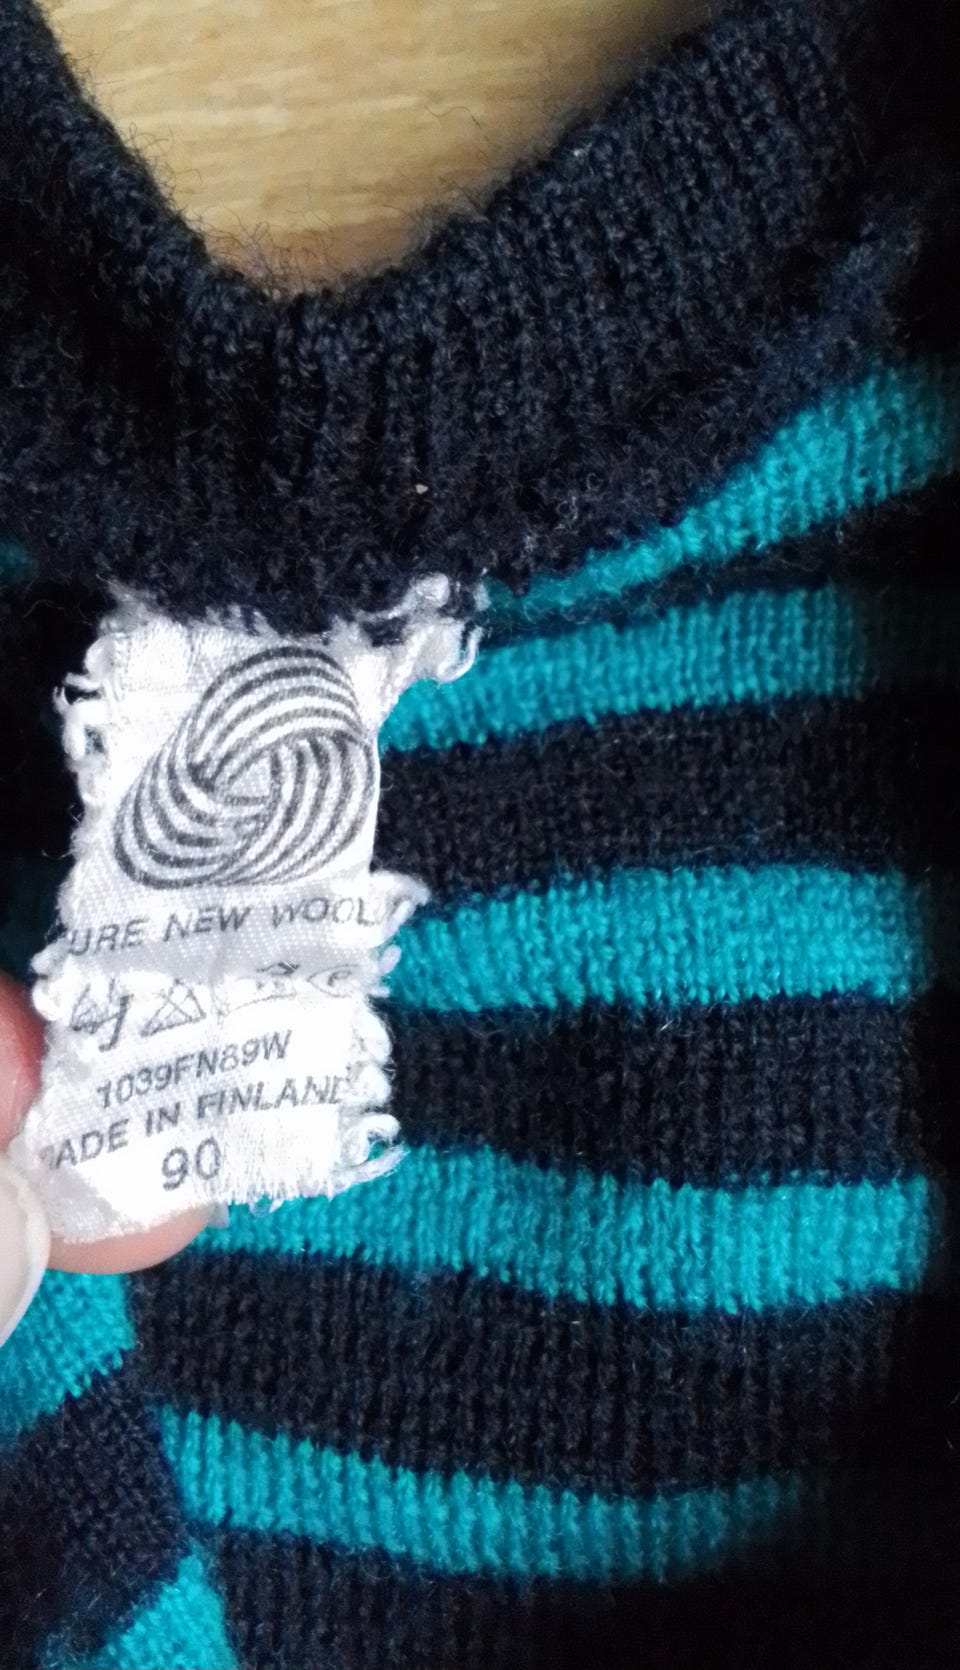 URE NEW WOOL
1039FN89W
ADE IN FINLAND
90